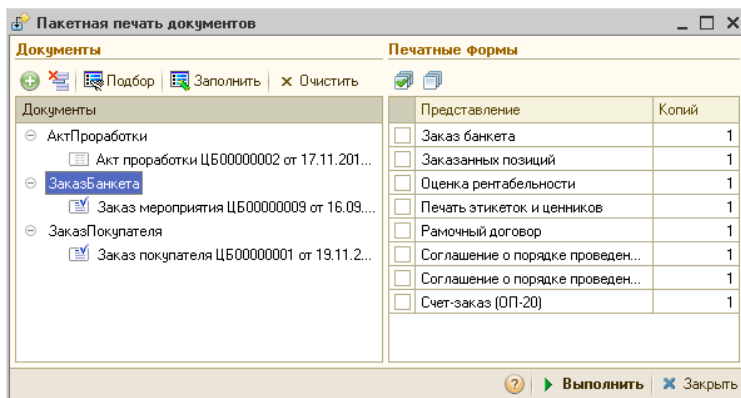 Пакетная печать документов
Документы
Печатные формы
Подбор Заполнить Очистить
Документы
Представление Копий
АктПроработки
Акт проработки ЦБ00000002 от 17.11.201...
ЗаказБанкета
Заказ мероприятия ЦБ00000009 от 16.09....
ЗаказПокупателя
Заказ покупателя ЦБ00000001 от 19.11.2...
Заказ банкета 1
Заказанных позиций 1
Оценка рентабельности 1
Печать этикеток и ценников 1
Рамочный договор 1
Соглашение о порядке проведен... 1
Соглашение о порядке проведен... 1
Счет-заказ (ОП-20) 1
Выполнить Закрыть